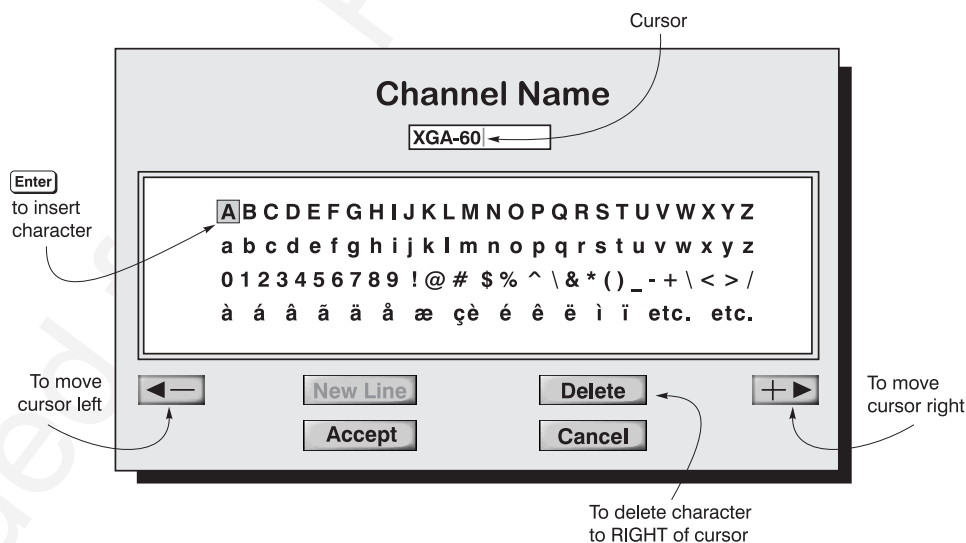 Cursor
Channel Name
XGA-60
Enter
to insert
character
A B C D E F G H I J K L M N O P Q R S T U V W X Y Z
a b c d e f g h i j k l m n o p q r s t u v w x y z
0 1 2 3 4 5 6 7 8 9 ! @ # $ % ^ \ & * ( ) _ - + \ < > /
à á â ã ä å æ çè é ê ë ì ï etc. etc.
To move
cursor left
New Line
Delete
To move
cursor right
Accept
Cancel
To delete character
to RIGHT of cursor